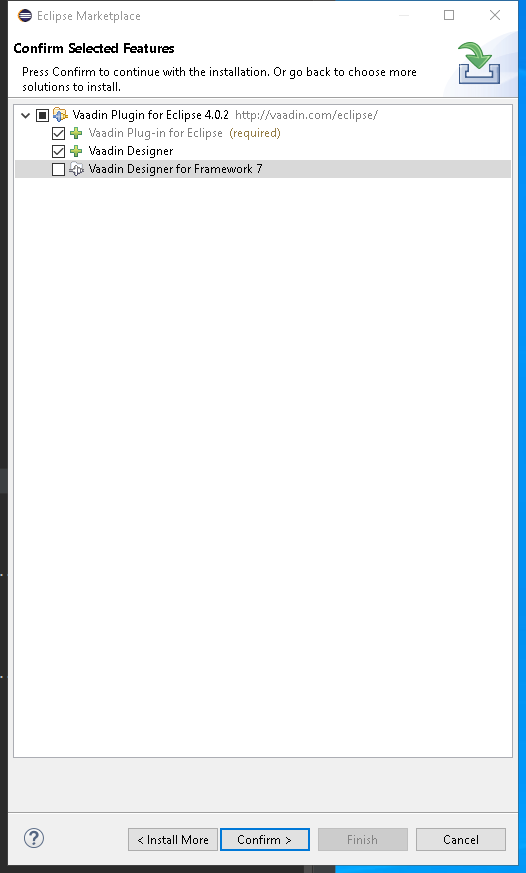 Eclipse Marketplace
Confirm Selected Features
Press Confirm to continue with the installation. Or go back to choose more
solutions to install.
Vaadin Plugin for Eclipse 4.0.2 http://vaadin.com/eclipse/
Vaadin Plug-in for Eclipse (required)
Vaadin Designer
Vaadin Designer for Framework 7
?
< Install More
Confirm >
Finish
Cancel